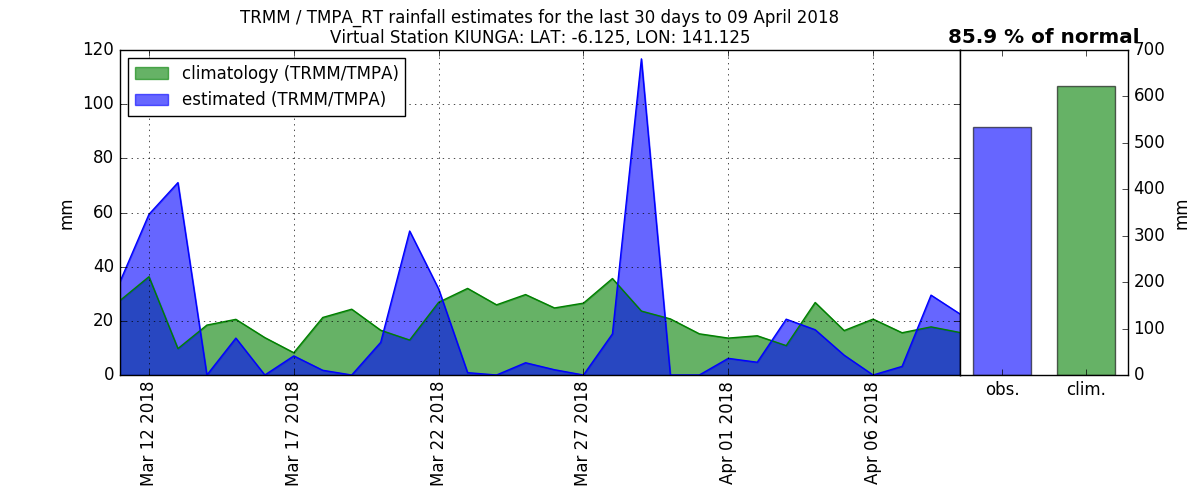 TRMM / TMPA_RT rainfall estimates for the last 30 days to 09 April 2018
Virtual Station KIUNGA: LAT: -6.125, LON: 141.125
85.9 % of normal
climatology (TRMM/TMPA)
estimated (TRMM/TMPA)
mm
120
100
80
60
40
20
0
Mar 12 2018
Mar 17 2018
Mar 22 2018
Mar 27 2018
Apr 01 2018
Apr 06 2018
obs.
clim.
700
600
500
400
300
200
100
0
mm